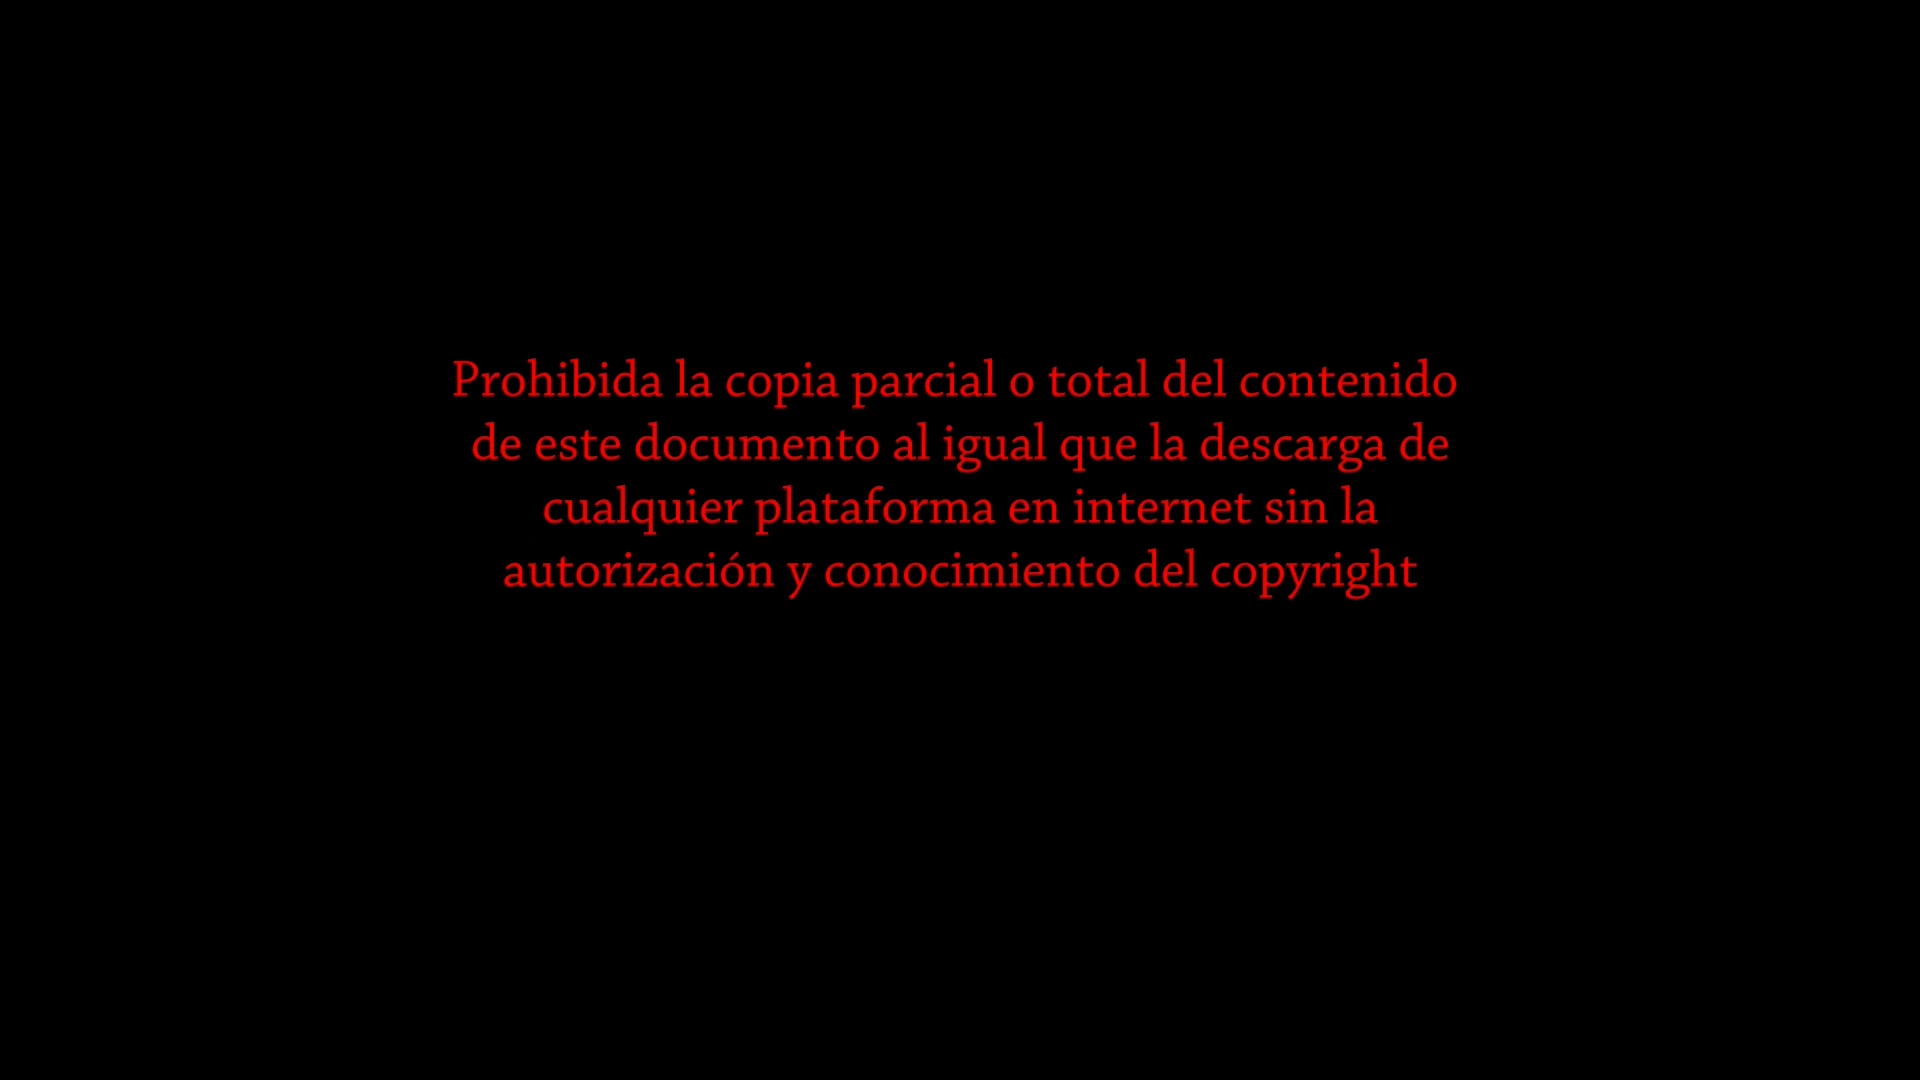 Prohibida la copia parcial o total del contenido
de este documento al igual que la descarga de
cualquier plataforma en internet sin la
autorización y conocimiento del copyright